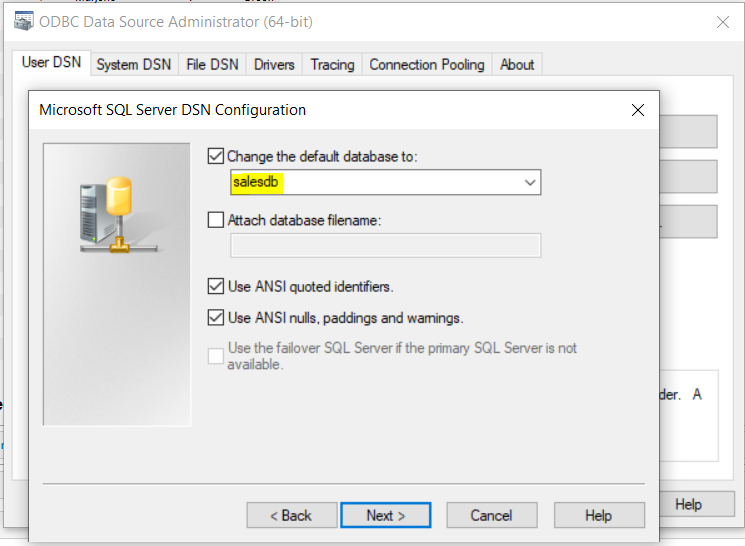 ODBC Data Source Administrator (64-bit)
User DSN System DSN File DSN Drivers Tracing Connection Pooling About
Microsoft SQL Server DSN Configuration
Change the default database to:
salesdb
Attach database filename:
Use ANSI quoted identifiers.
Use ANSI nulls, paddings and warnings.
Use the failover SQL Server if the primary SQL Server is not
available.
der. A
< Back Next > Cancel Help
Help